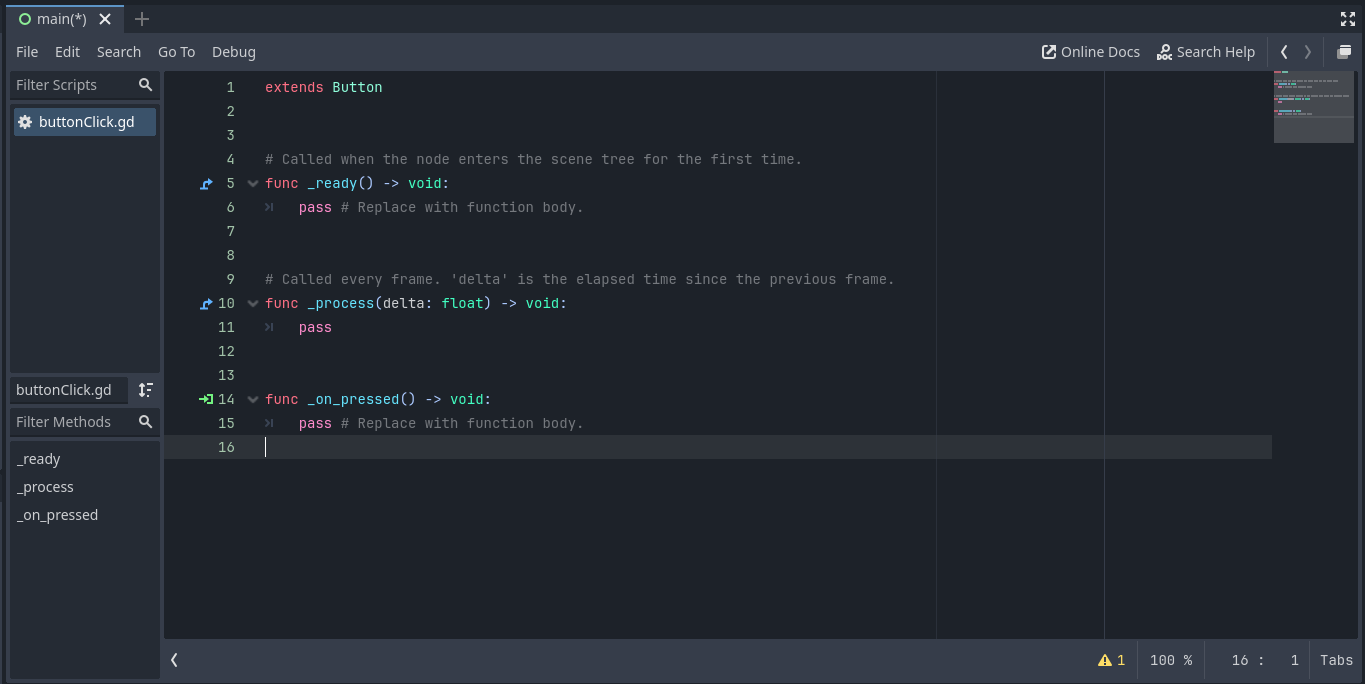 main(*)
File Edit Search Go To Debug Online Docs Search Help
Filter Scripts
buttonClick.gd
buttonClick.gd
Filter Methods
_ready
_process
_on_pressed
1 extends Button
2
3
4 # Called when the node enters the scene tree for the first time.
5 func _ready() -> void:
6 pass # Replace with function body.
7
8
9 # Called every frame. 'delta' is the elapsed time since the previous frame.
10 func _process(delta: float) -> void:
11 pass
12
13
14 func _on_pressed() -> void:
15 pass # Replace with function body.
16
1 100 % 16 : 1 Tabs